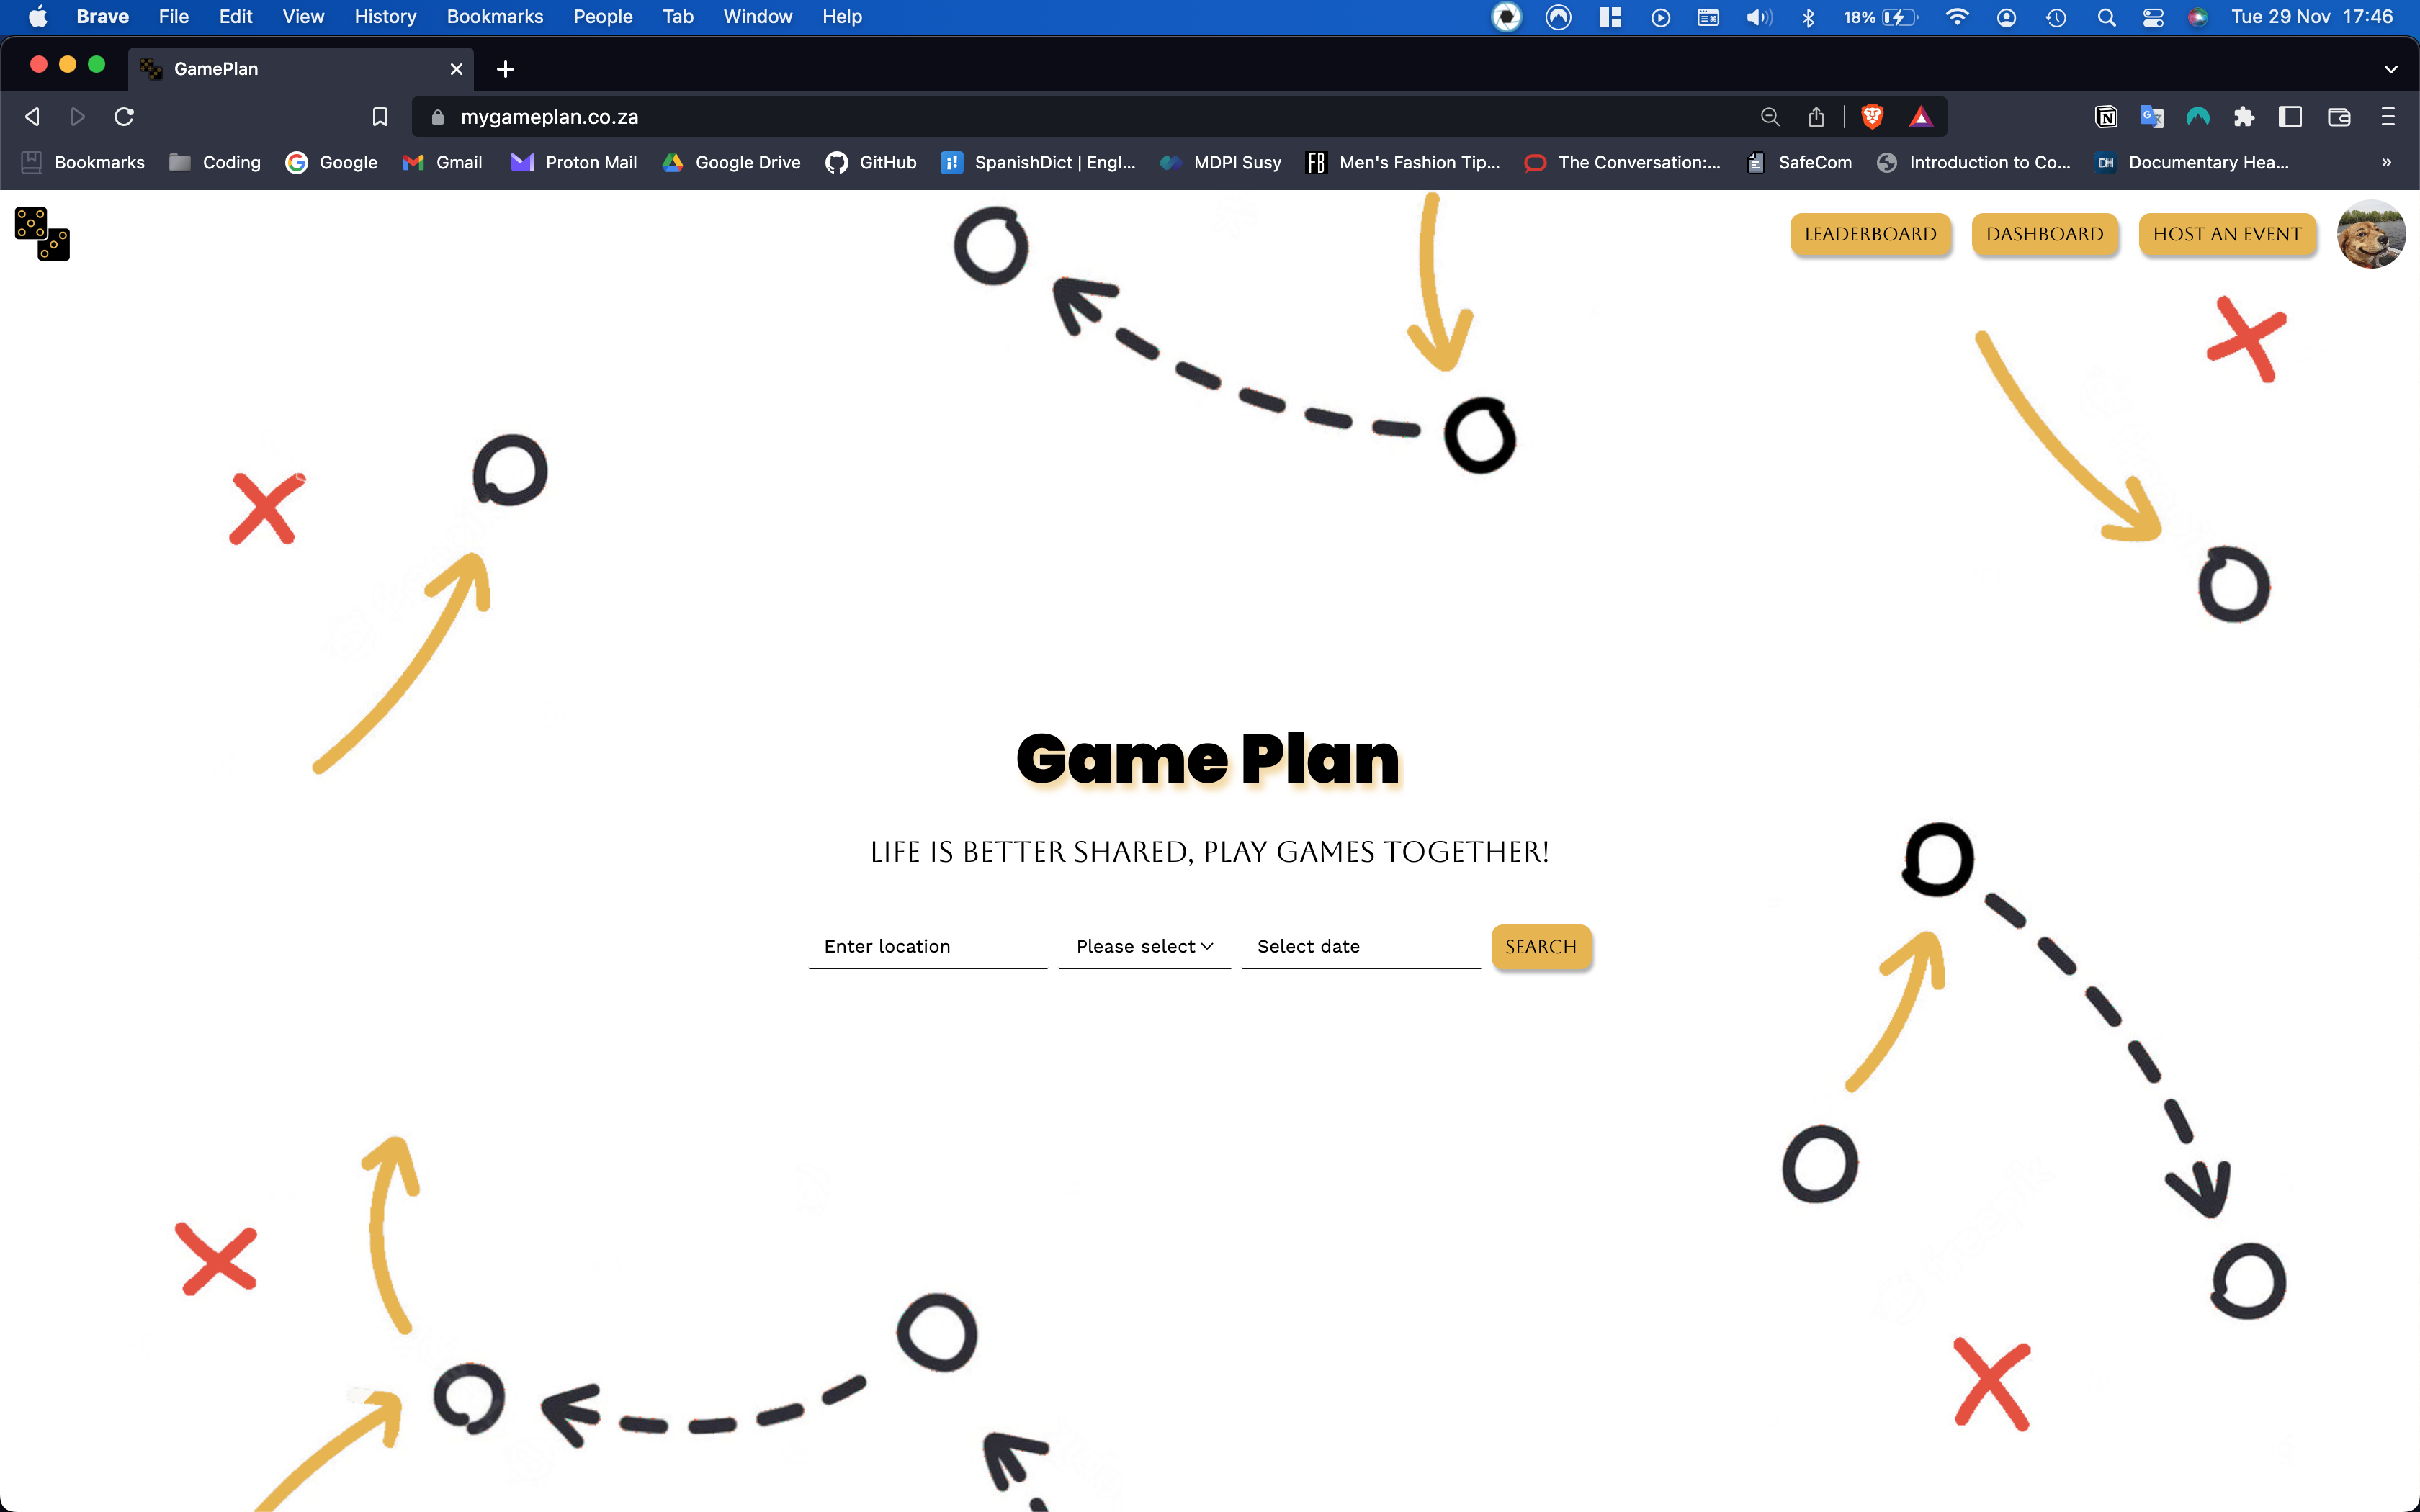 Brave File Edit View History Bookmarks People Tab Window Help 18% Tue 29 Nov 17:46
GamePlan
mygameplan.co.za
Bookmarks Coding Google Gmail Proton Mail Google Drive GitHub SpanishDict | Engl... MDPI Susy FB Men's Fashion Tip... The Conversation:... SafeCom Introduction to Co... DH Documentary Hea... »
LEADERBOARD DASHBOARD HOST AN EVENT
Game Plan
LIFE IS BETTER SHARED, PLAY GAMES TOGETHER!
Enter location Please select Select date SEARCH